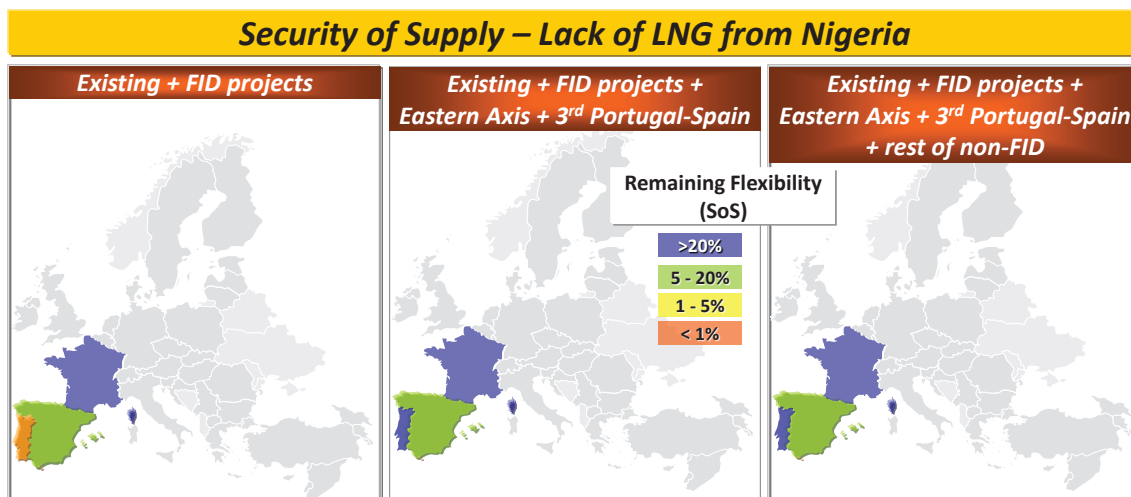 Security of Supply – Lack of LNG from Nigeria
Existing + FID projects
Existing + FID projects +
Eastern Axis + 3rd Portugal-Spain
Existing + FID projects +
Eastern Axis + 3rd Portugal-Spain
+ rest of non-FID
Remaining Flexibility
(SoS)
>20%
5 - 20%
1 - 5%
< 1%